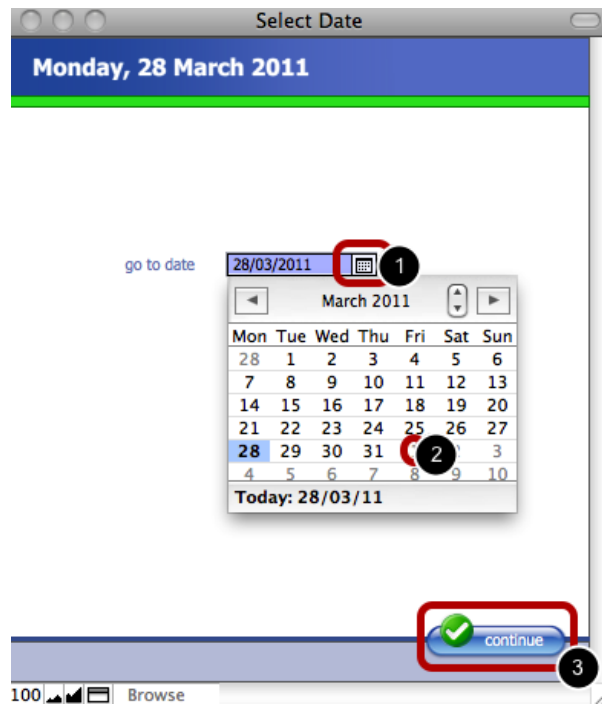 Select Date
Monday, 28 March 2011
go to date 28/03/2011 1
March 2011
Mon Tue Wed Thu Fri Sat Sun
28 1 2 3 4 5 6
7 8 9 10 11 12 13
14 15 16 17 18 19 20
21 22 23 24 25 26 27
28 29 30 31 2 3
4 5 6 7 8 9 10
Today: 28/03/11
continue
3
100 Browse